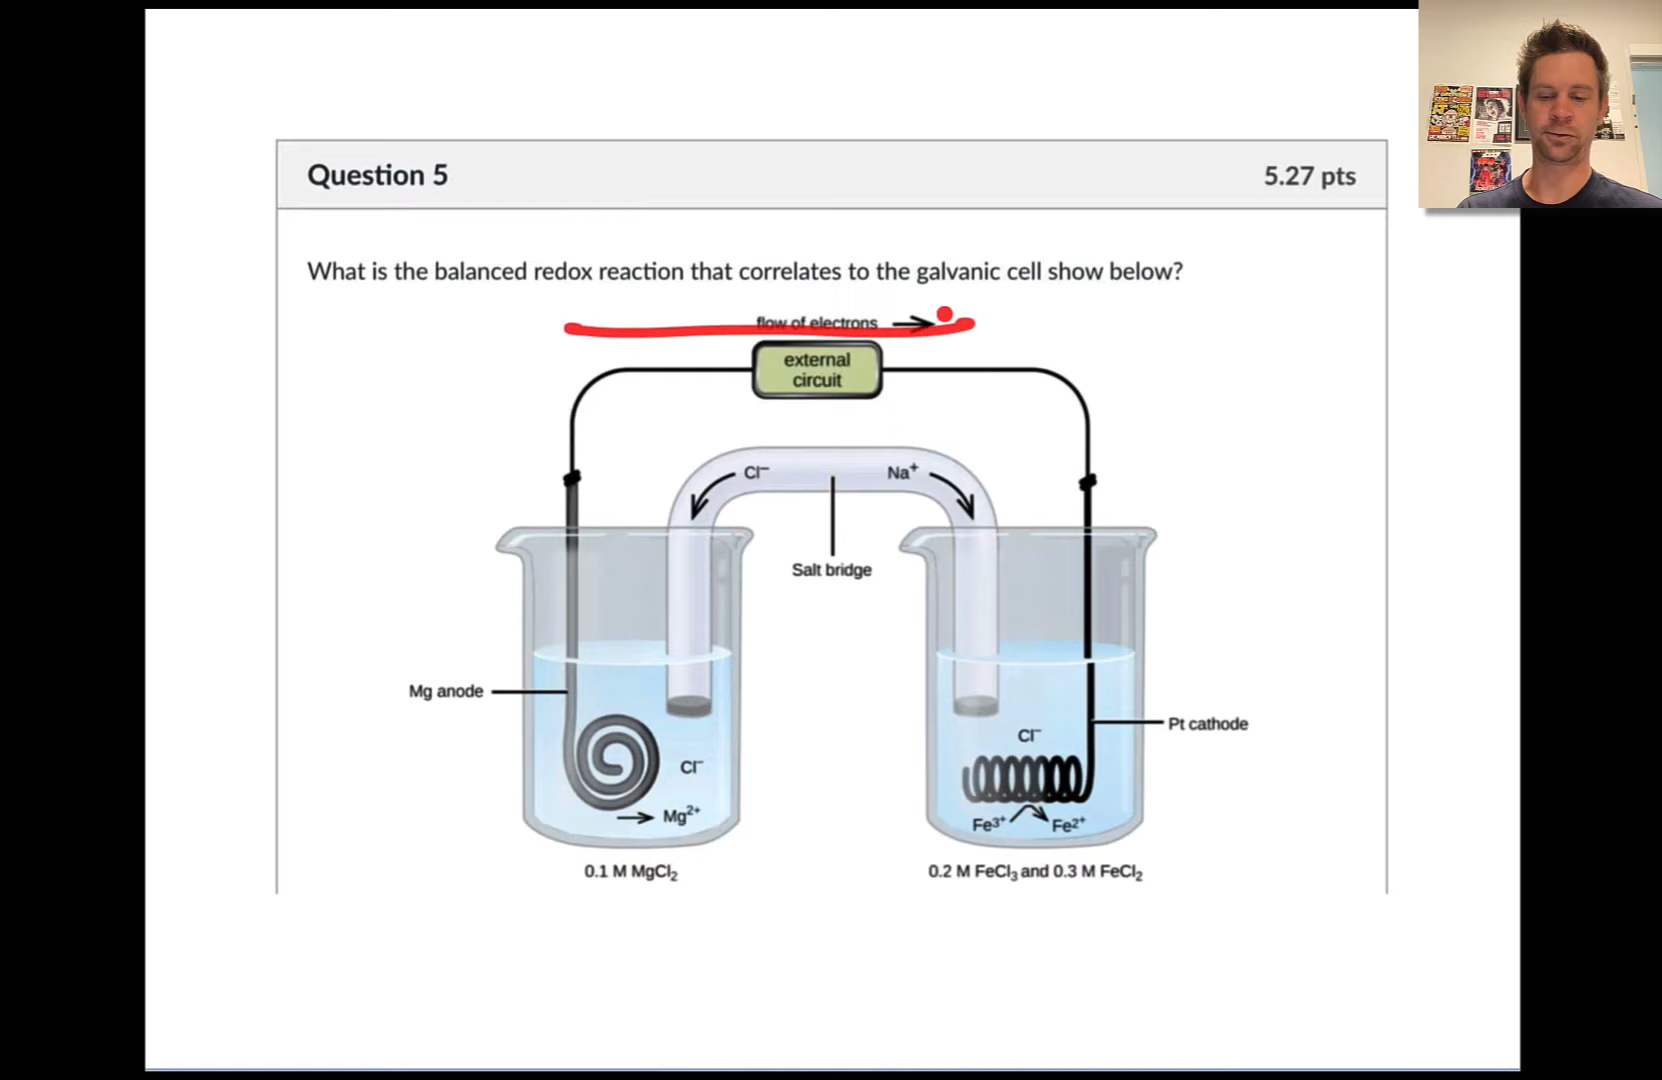 Question 5
5.27 pts
What is the balanced redox reaction that correlates to the galvanic cell show below?
flow of electrons
external
circuit
Cl⁻
Na⁺
Salt bridge
Mg anode
Pt cathode
Cl⁻
Cl⁻
Mg²⁺
Fe³⁺
Fe²⁺
0.1 M MgCl₂
0.2 M FeCl₃ and 0.3 M FeCl₂